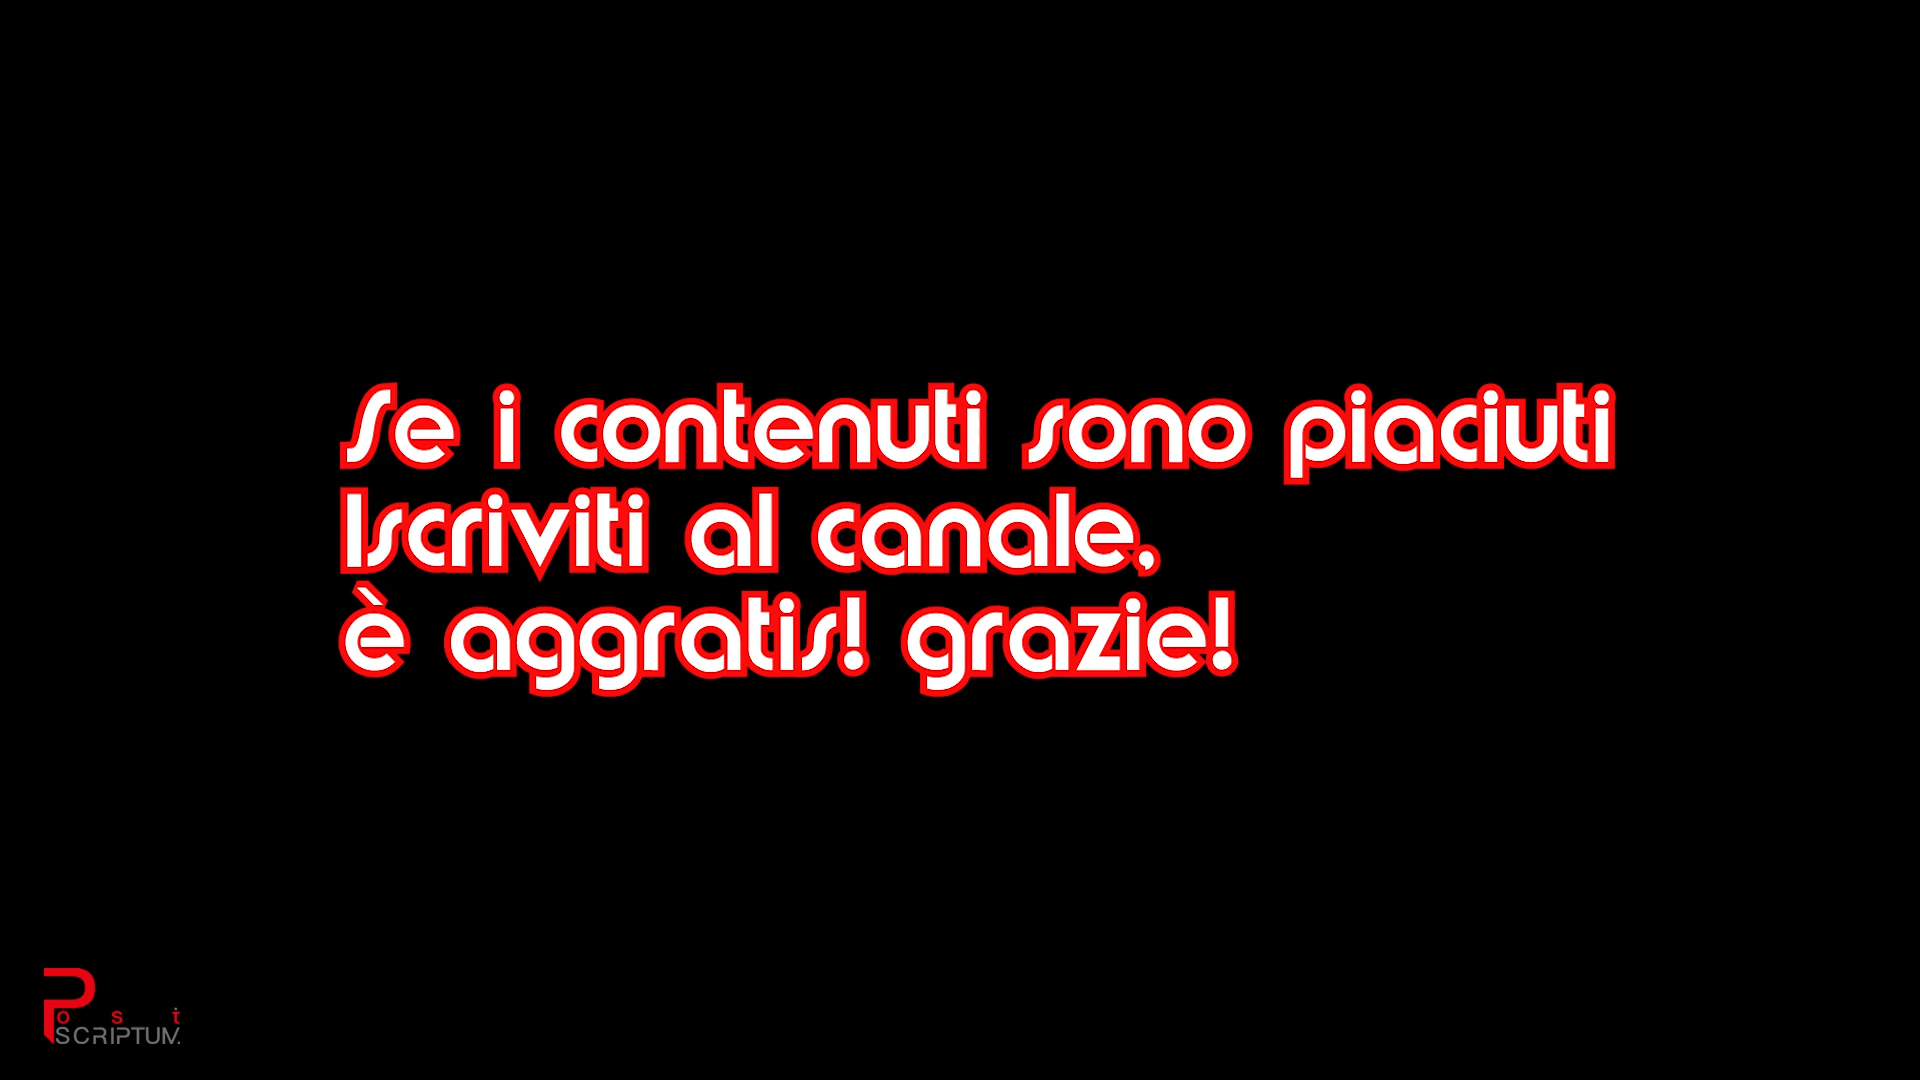 Se i contenuti sono piaciuti
Iscriviti al canale,
è aggratis! grazie!
Post
SCRIPTUM.